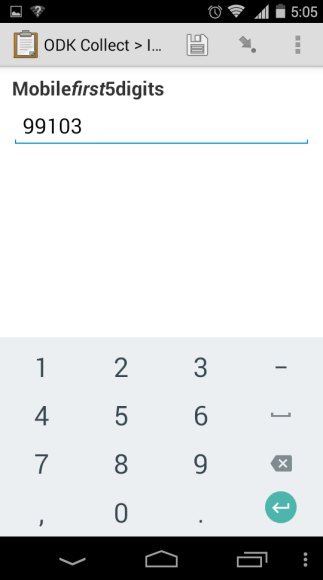 5:05
ODK Collect > I...
Mobilefirst5digits
99103
1 2 3 –
4 5 6
7 8 9
, 0 .